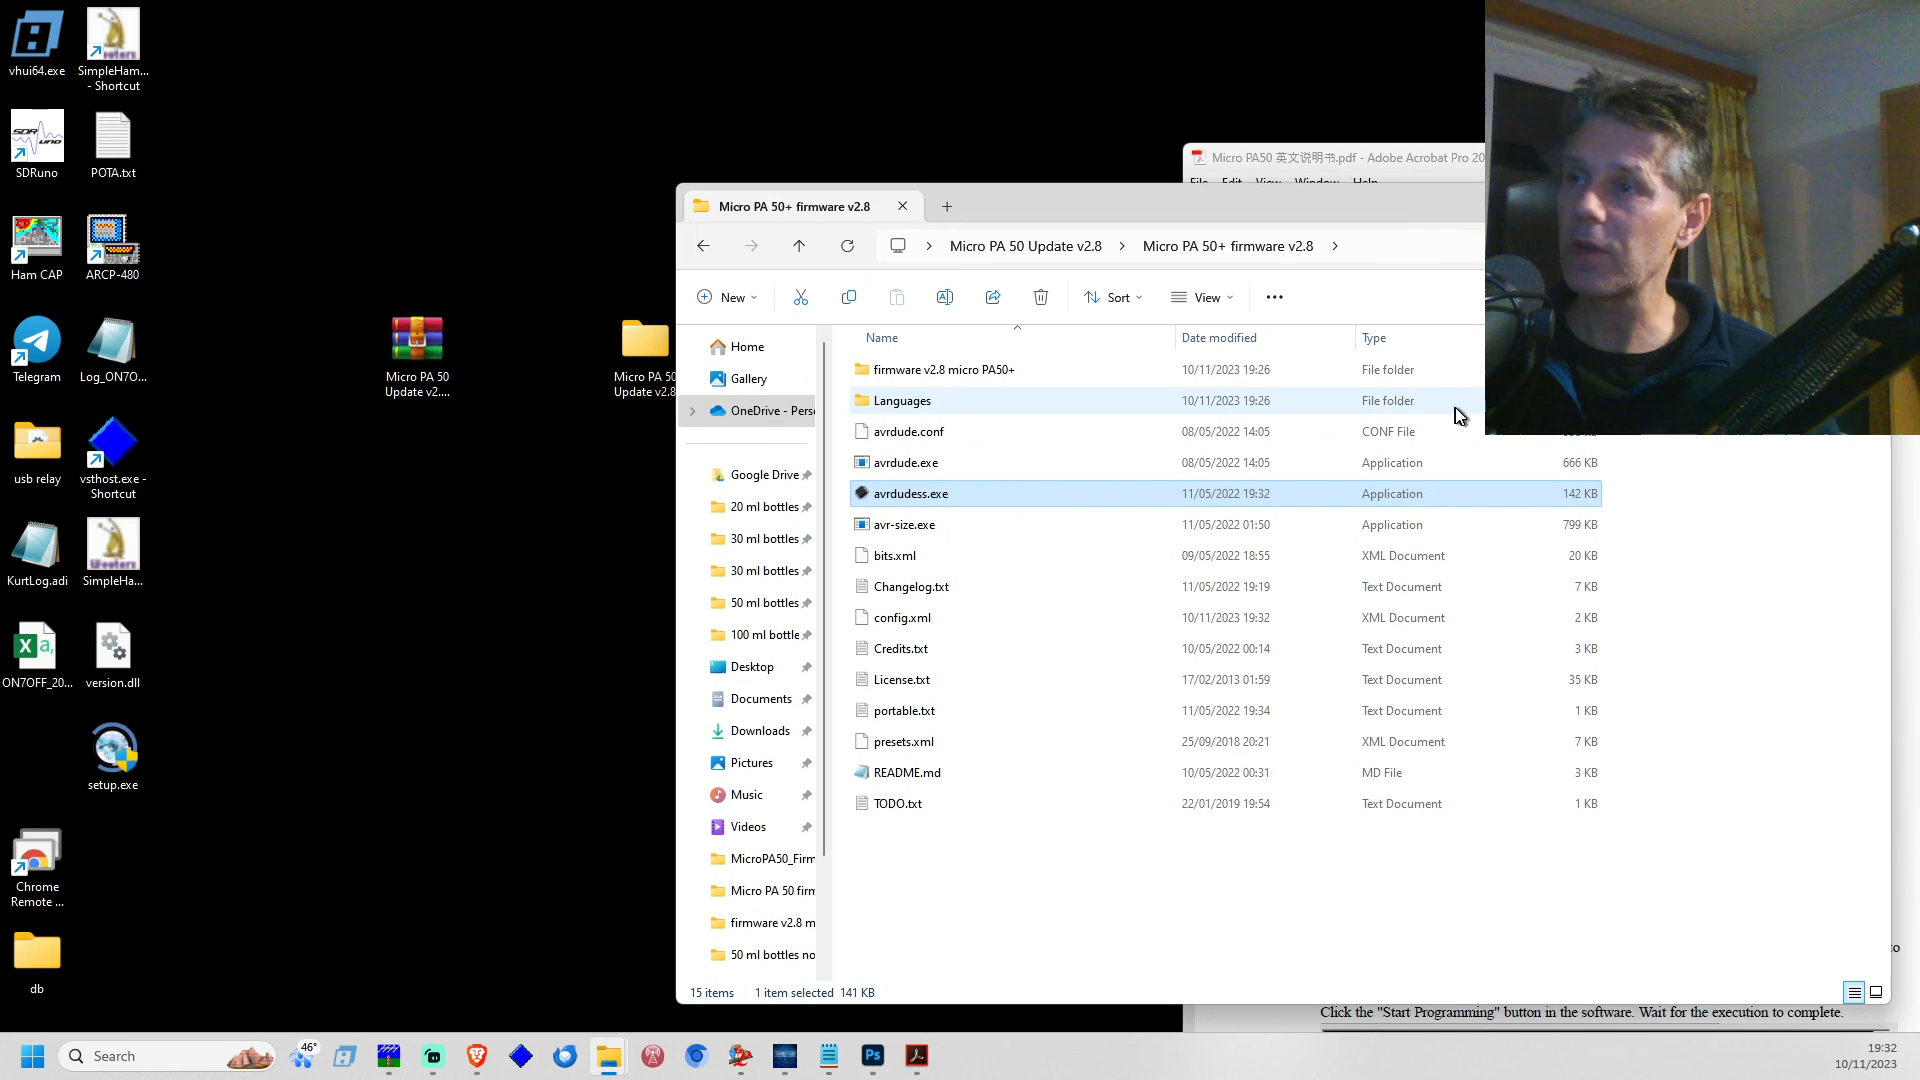 vhui64.exe
SimpleHam...
- Shortcut
SDRuno
POTA.txt
Ham CAP
ARCP-480
Telegram
Log_ON7O...
usb relay
vsthost.exe -
Shortcut
KurtLog.adi
SimpleHa...
ON7OFF_20...
version.dll
setup.exe
Chrome
Remote ...
db
Micro PA 50
Update v2....
Micro PA 50
Update v2.8
Micro PA50 英文说明书.pdf - Adobe Acrobat Pro 20
File Edit View Window Help
Micro PA 50+ firmware v2.8
Micro PA 50 Update v2.8 > Micro PA 50+ firmware v2.8 >
New
Sort
View
Name Date modified Type
Home
Gallery
OneDrive - Pers
Google Drive
20 ml bottles
30 ml bottles
30 ml bottles
50 ml bottles
100 ml bottle
Desktop
Documents
Downloads
Pictures
Music
Videos
MicroPA50_Firm
Micro PA 50 firm
firmware v2.8 m
50 ml bottles no
firmware v2.8 micro PA50+ 10/11/2023 19:26 File folder
Languages 10/11/2023 19:26 File folder
avrdude.conf 08/05/2022 14:05 CONF File
avrdude.exe 08/05/2022 14:05 Application 666 KB
avrdudess.exe 11/05/2022 19:32 Application 142 KB
avr-size.exe 11/05/2022 01:50 Application 799 KB
bits.xml 09/05/2022 18:55 XML Document 20 KB
Changelog.txt 11/05/2022 19:19 Text Document 7 KB
config.xml 10/11/2023 19:32 XML Document 2 KB
Credits.txt 10/05/2022 00:14 Text Document 3 KB
License.txt 17/02/2013 01:59 Text Document 35 KB
portable.txt 11/05/2022 19:34 Text Document 1 KB
presets.xml 25/09/2018 20:21 XML Document 7 KB
README.md 10/05/2022 00:31 MD File 3 KB
TODO.txt 22/01/2019 19:54 Text Document 1 KB
to
15 items 1 item selected 141 KB
Click the "Start Programming" button in the software. Wait for the execution to complete.
Search
46°
Ps
19:32
10/11/2023